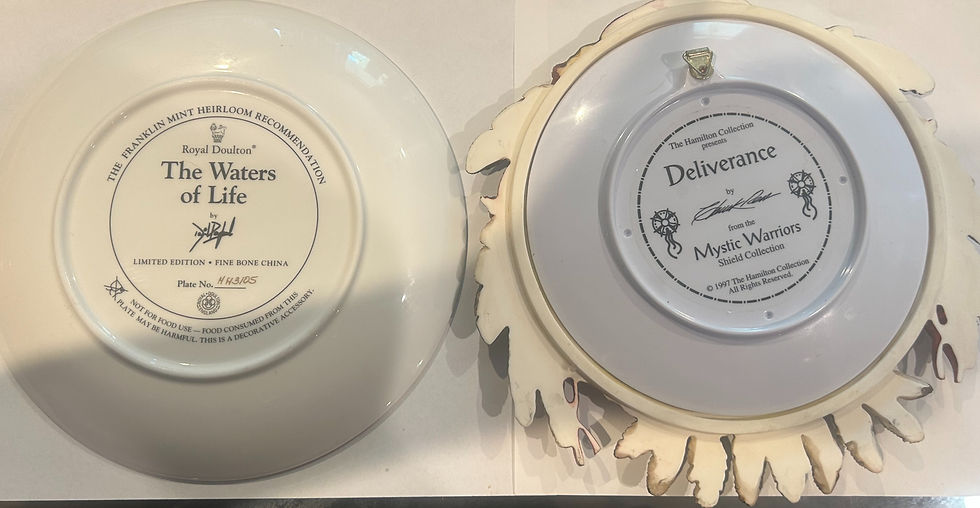 THE FRANKLIN MINT HEIRLOOM RECOMMENDATION
Royal Doulton®
The Waters
of Life
by
LIMITED EDITION • FINE BONE CHINA
Plate No. HH3105
NOT FOR FOOD USE — FOOD CONSUMED FROM THIS
PLATE MAY BE HARMFUL. THIS IS A DECORATIVE ACCESSORY.
The Hamilton Collection
presents
Deliverance
by
from the
Mystic Warriors
Shield Collection
© 1997 The Hamilton Collection
All Rights Reserved.